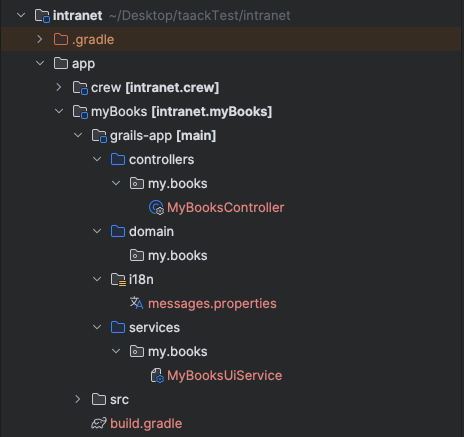 intranet ~/Desktop/taackTest/intranet
.gradle
app
crew [intranet.crew]
myBooks [intranet.myBooks]
grails-app [main]
controllers
my.books
MyBooksController
domain
my.books
i18n
messages.properties
services
my.books
MyBooksUiService
src
build.gradle